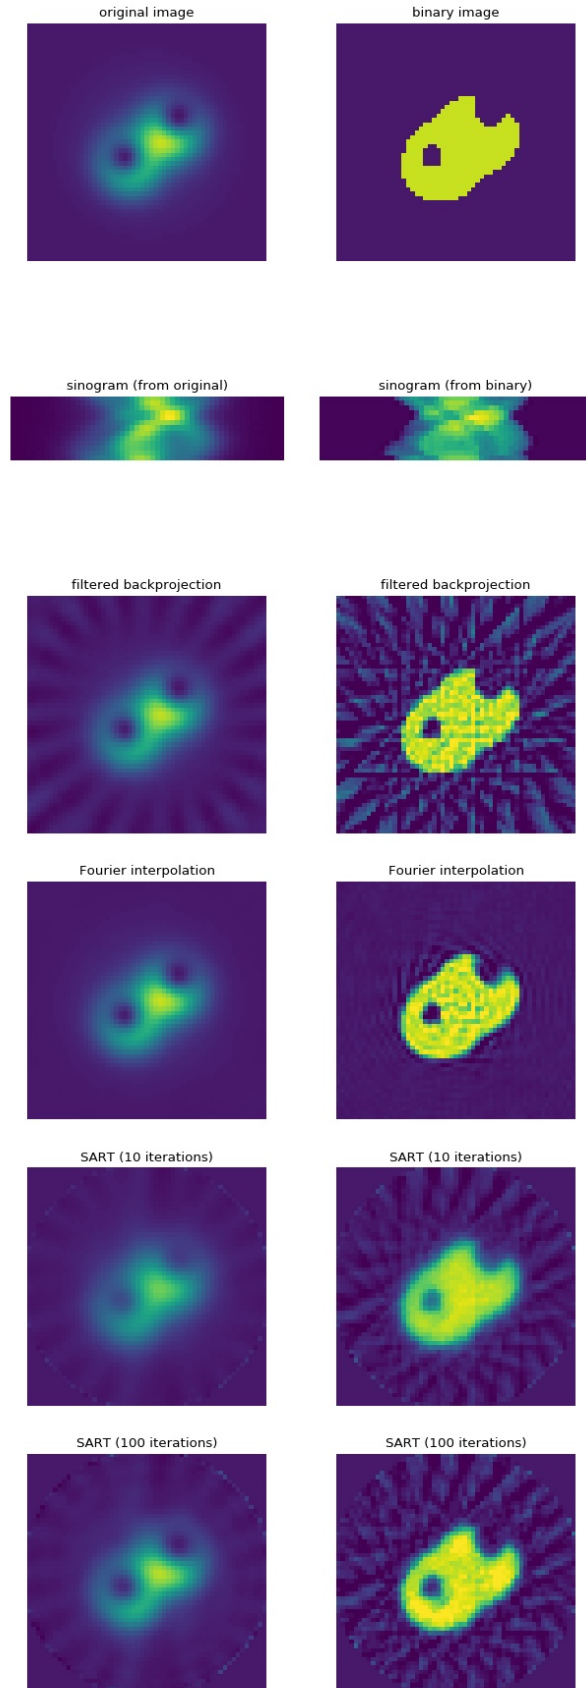 original image
binary image
sinogram (from original)
sinogram (from binary)
filtered backprojection
filtered backprojection
Fourier interpolation
Fourier interpolation
SART (10 iterations)
SART (10 iterations)
SART (100 iterations)
SART (100 iterations)